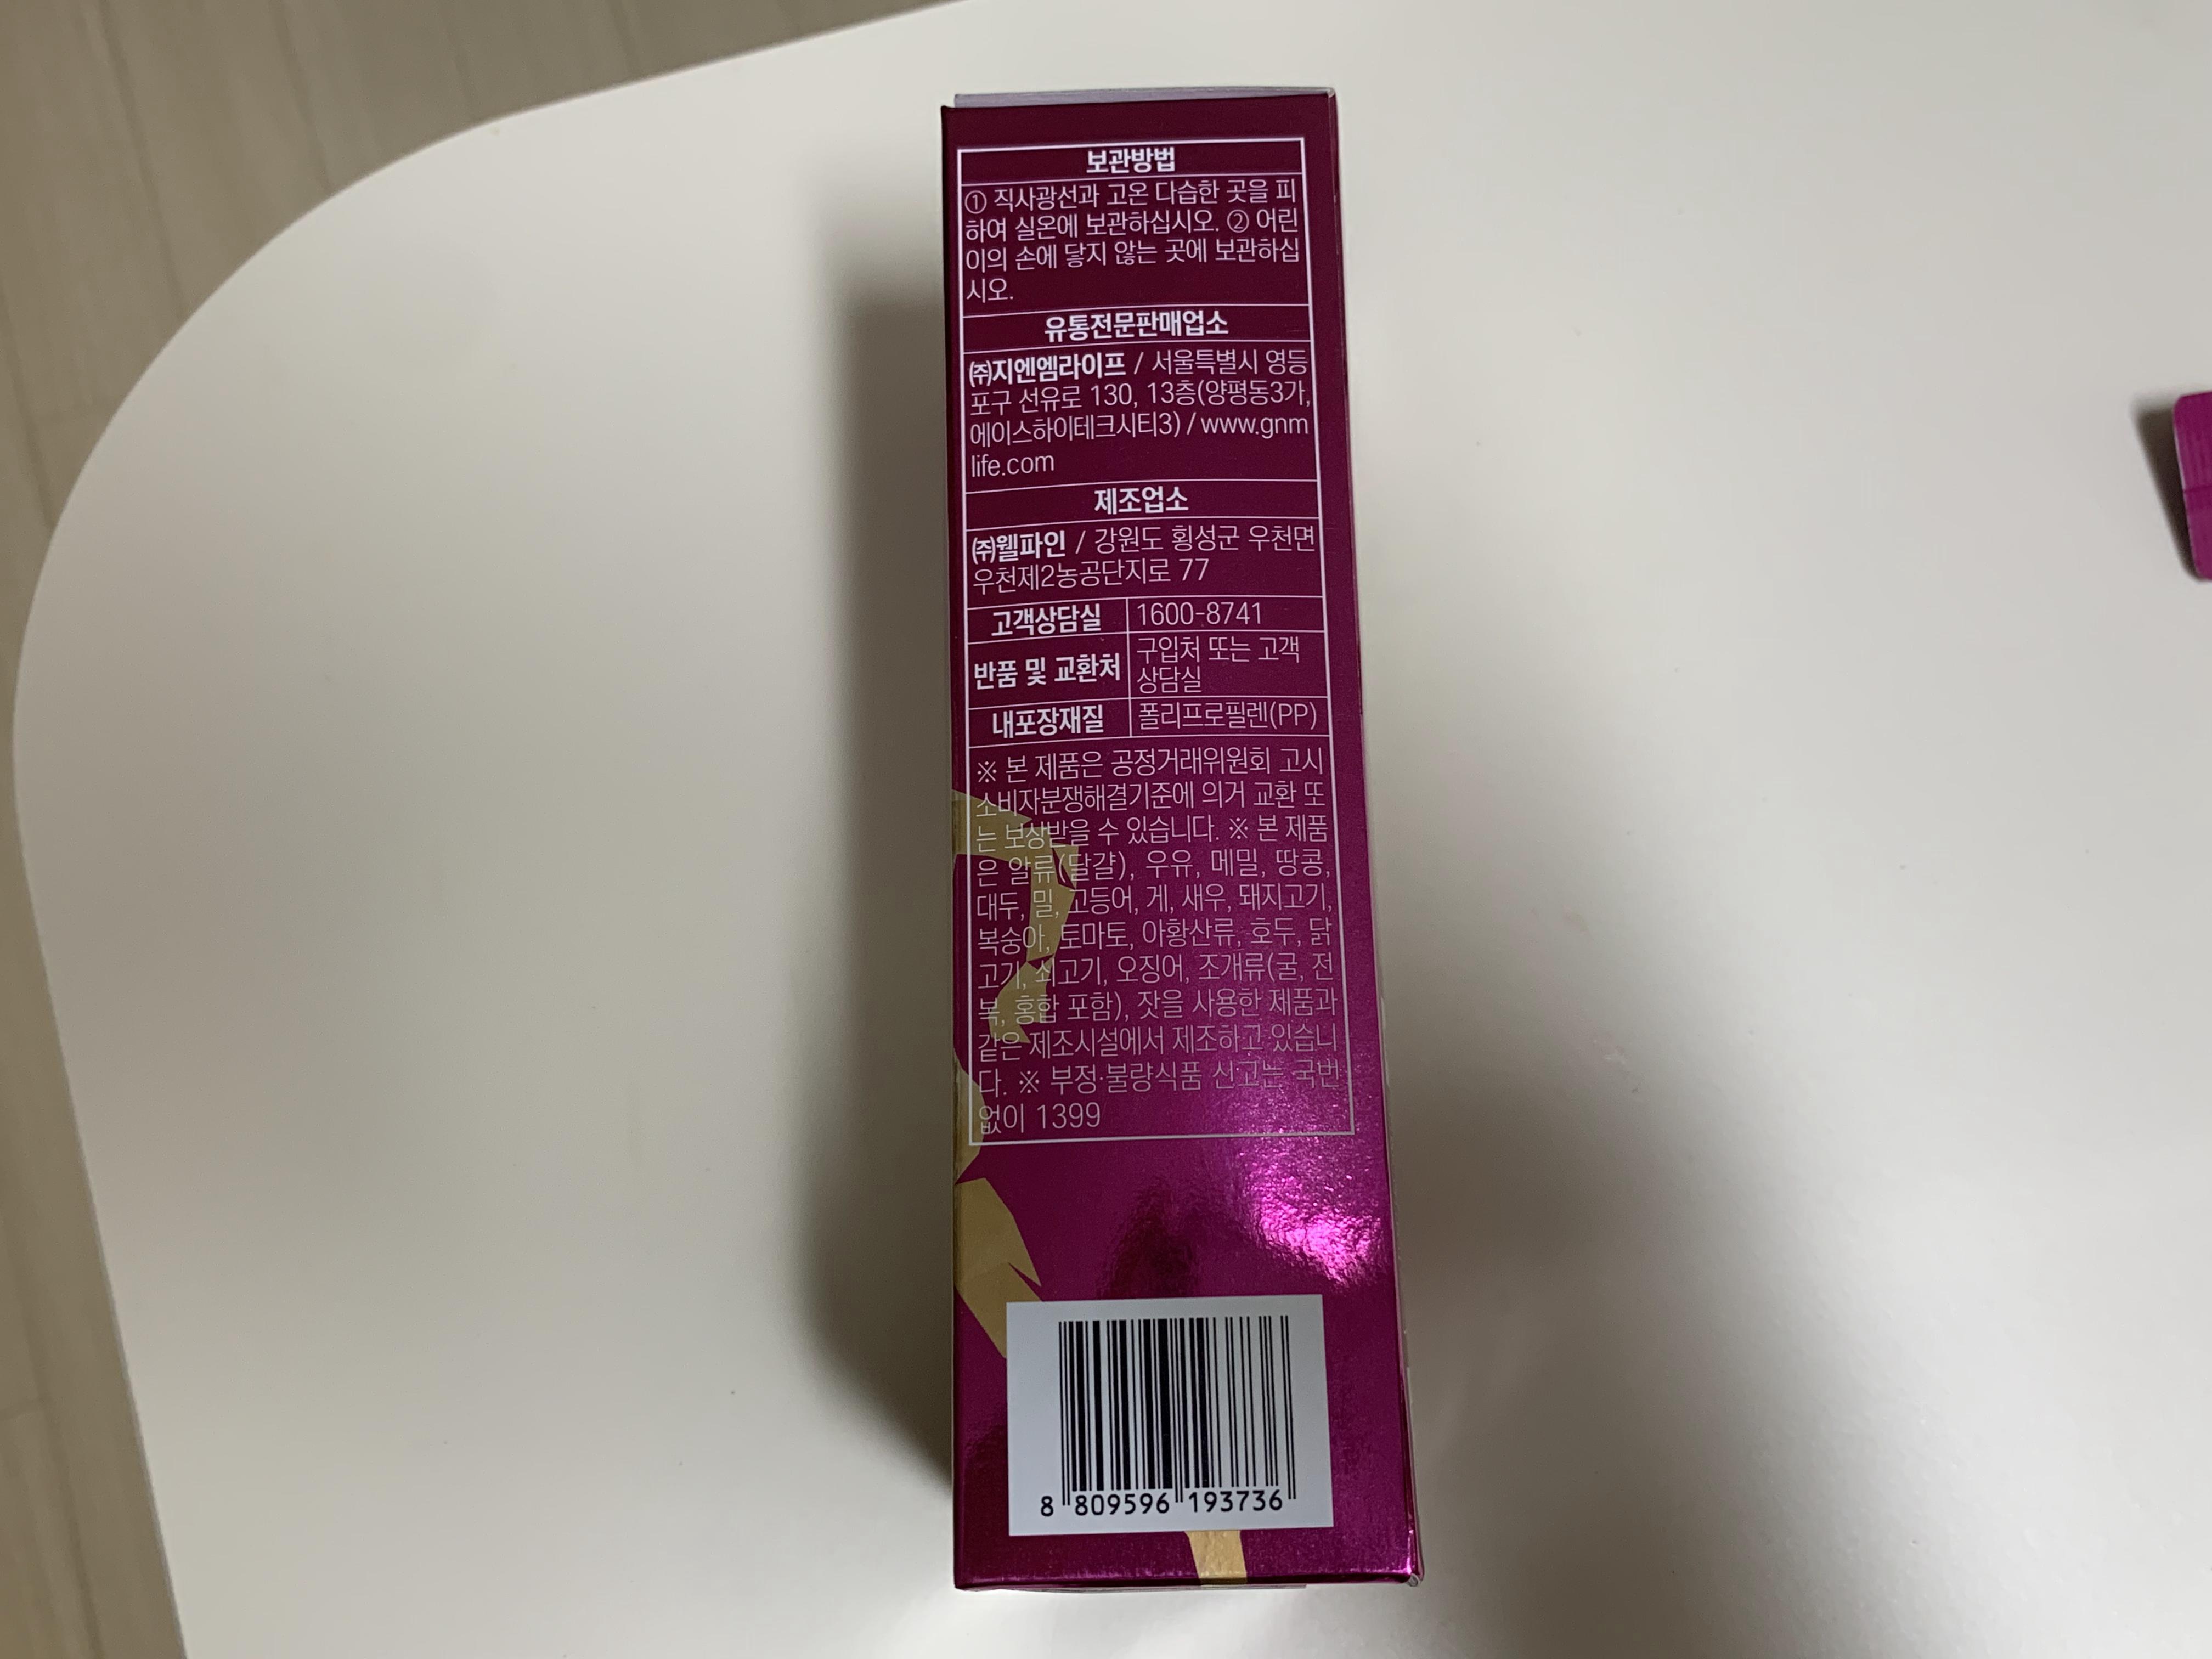 보관방법
① 직사광선과 고온 다습한 곳을 피
하여 실온에 보관하십시오. ② 어린
이의 손에 닿지 않는 곳에 보관하십
시오.
유통전문판매업소
㈜지엔엠라이프 / 서울특별시 영등
포구 선유로 130, 13층(양평동3가,
에이스하이테크시티3) / www.gnm
life.com
제조업소
㈜웰파인 / 강원도 횡성군 우천면
우천제2농공단지로 77
고객상담실 1600-8741
반품 및 교환처 구입처 또는 고객
상담실
내포장재질 폴리프로필렌(PP)
※ 본 제품은 공정거래위원회 고시
소비자분쟁해결기준에 의거 교환 또
는 보상받을 수 있습니다. ※ 본 제품
은 알류(달걀), 우유, 메밀, 땅콩,
대두, 밀, 고등어, 게, 새우, 돼지고기,
복숭아, 토마토, 아황산류, 호두, 닭
고기, 쇠고기, 오징어, 조개류(굴, 전
복, 홍합 포함), 잣을 사용한 제품과
같은 제조시설에서 제조하고 있습니
다. ※ 부정·불량식품 신고는 국번
없이 1399
8 809596 193736